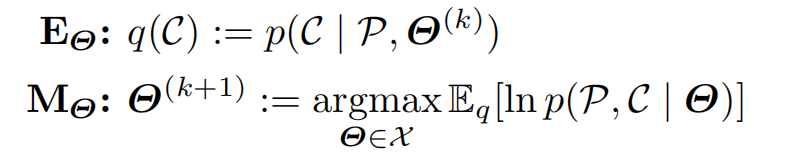 E_Θ: q(𝒞) := p(𝒞 | 𝒫, Θ^(k))
M_Θ: Θ^(k+1) := argmax_{Θ∈𝒳} 𝔼_q[ln p(𝒫, 𝒞 | Θ)]